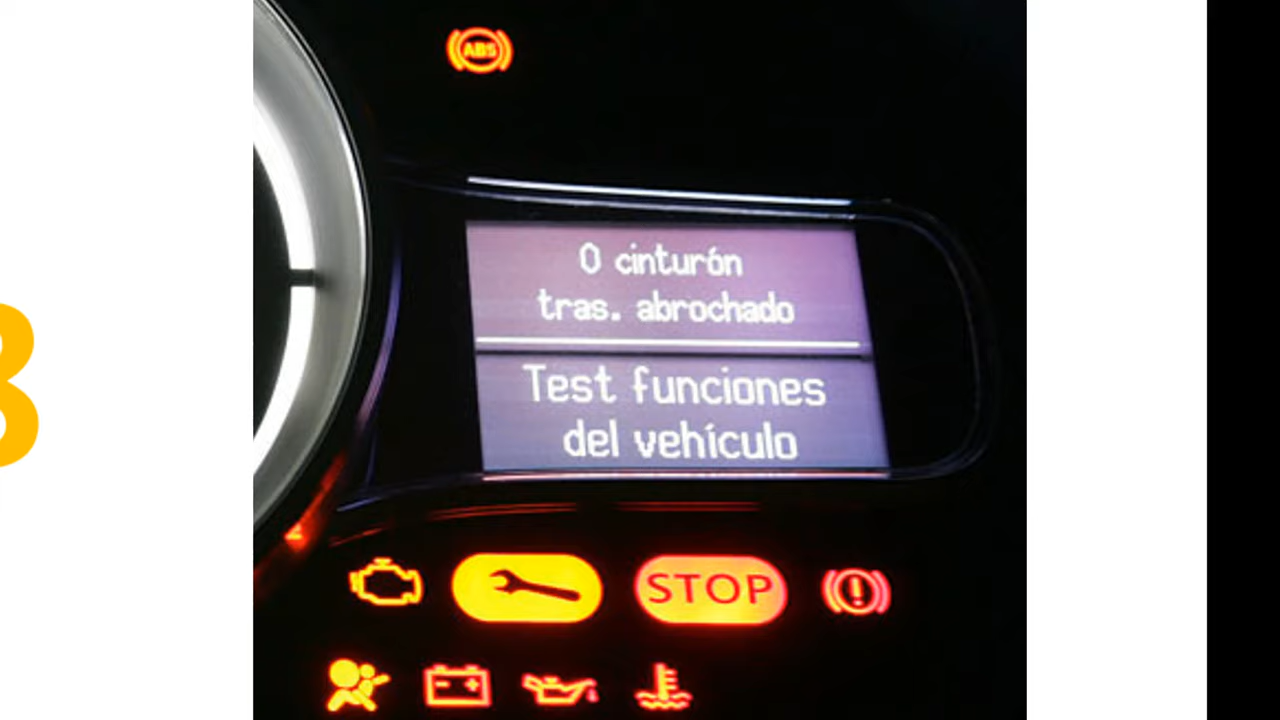 ABS
0 cinturón
tras. abrochado
Test funciones
del vehículo
STOP